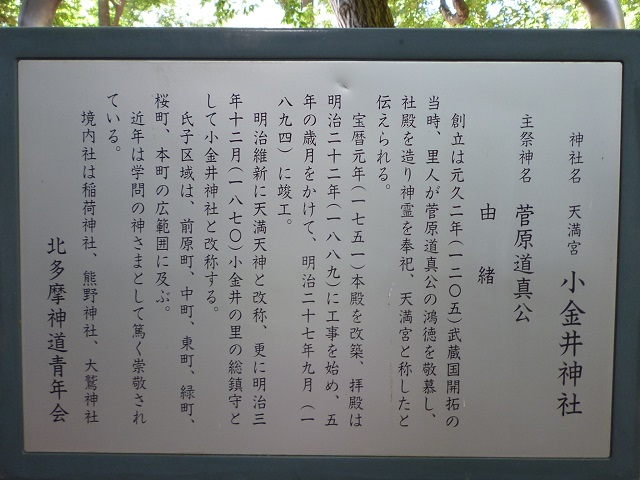 神社名　天満宮　小金井神社
主祭神名　菅原道真公
由緒
創立は元久二年（一二〇五）武蔵国開拓の
当時、里人が菅原道真公の鴻徳を敬慕し、
社殿を造り神霊を奉祀、天満宮と称したと
伝えられる。
宝暦元年（一七五一）本殿を改築、拝殿は
明治二十二年（一八八九）に工事を始め、五
年の歳月をかけて、明治二十七年九月（一
八九四）に竣工。
明治維新に天満天神と改称、更に明治三
年十二月（一八七〇）小金井の里の総鎮守と
して小金井神社と改称する。
氏子区域は、前原町、中町、東町、緑町、
桜町、本町の広範囲に及ぶ。
近年は学問の神さまとして篤く崇敬され
ている。
境内社は稲荷神社、熊野神社、大鷲神社
北多摩神道青年会